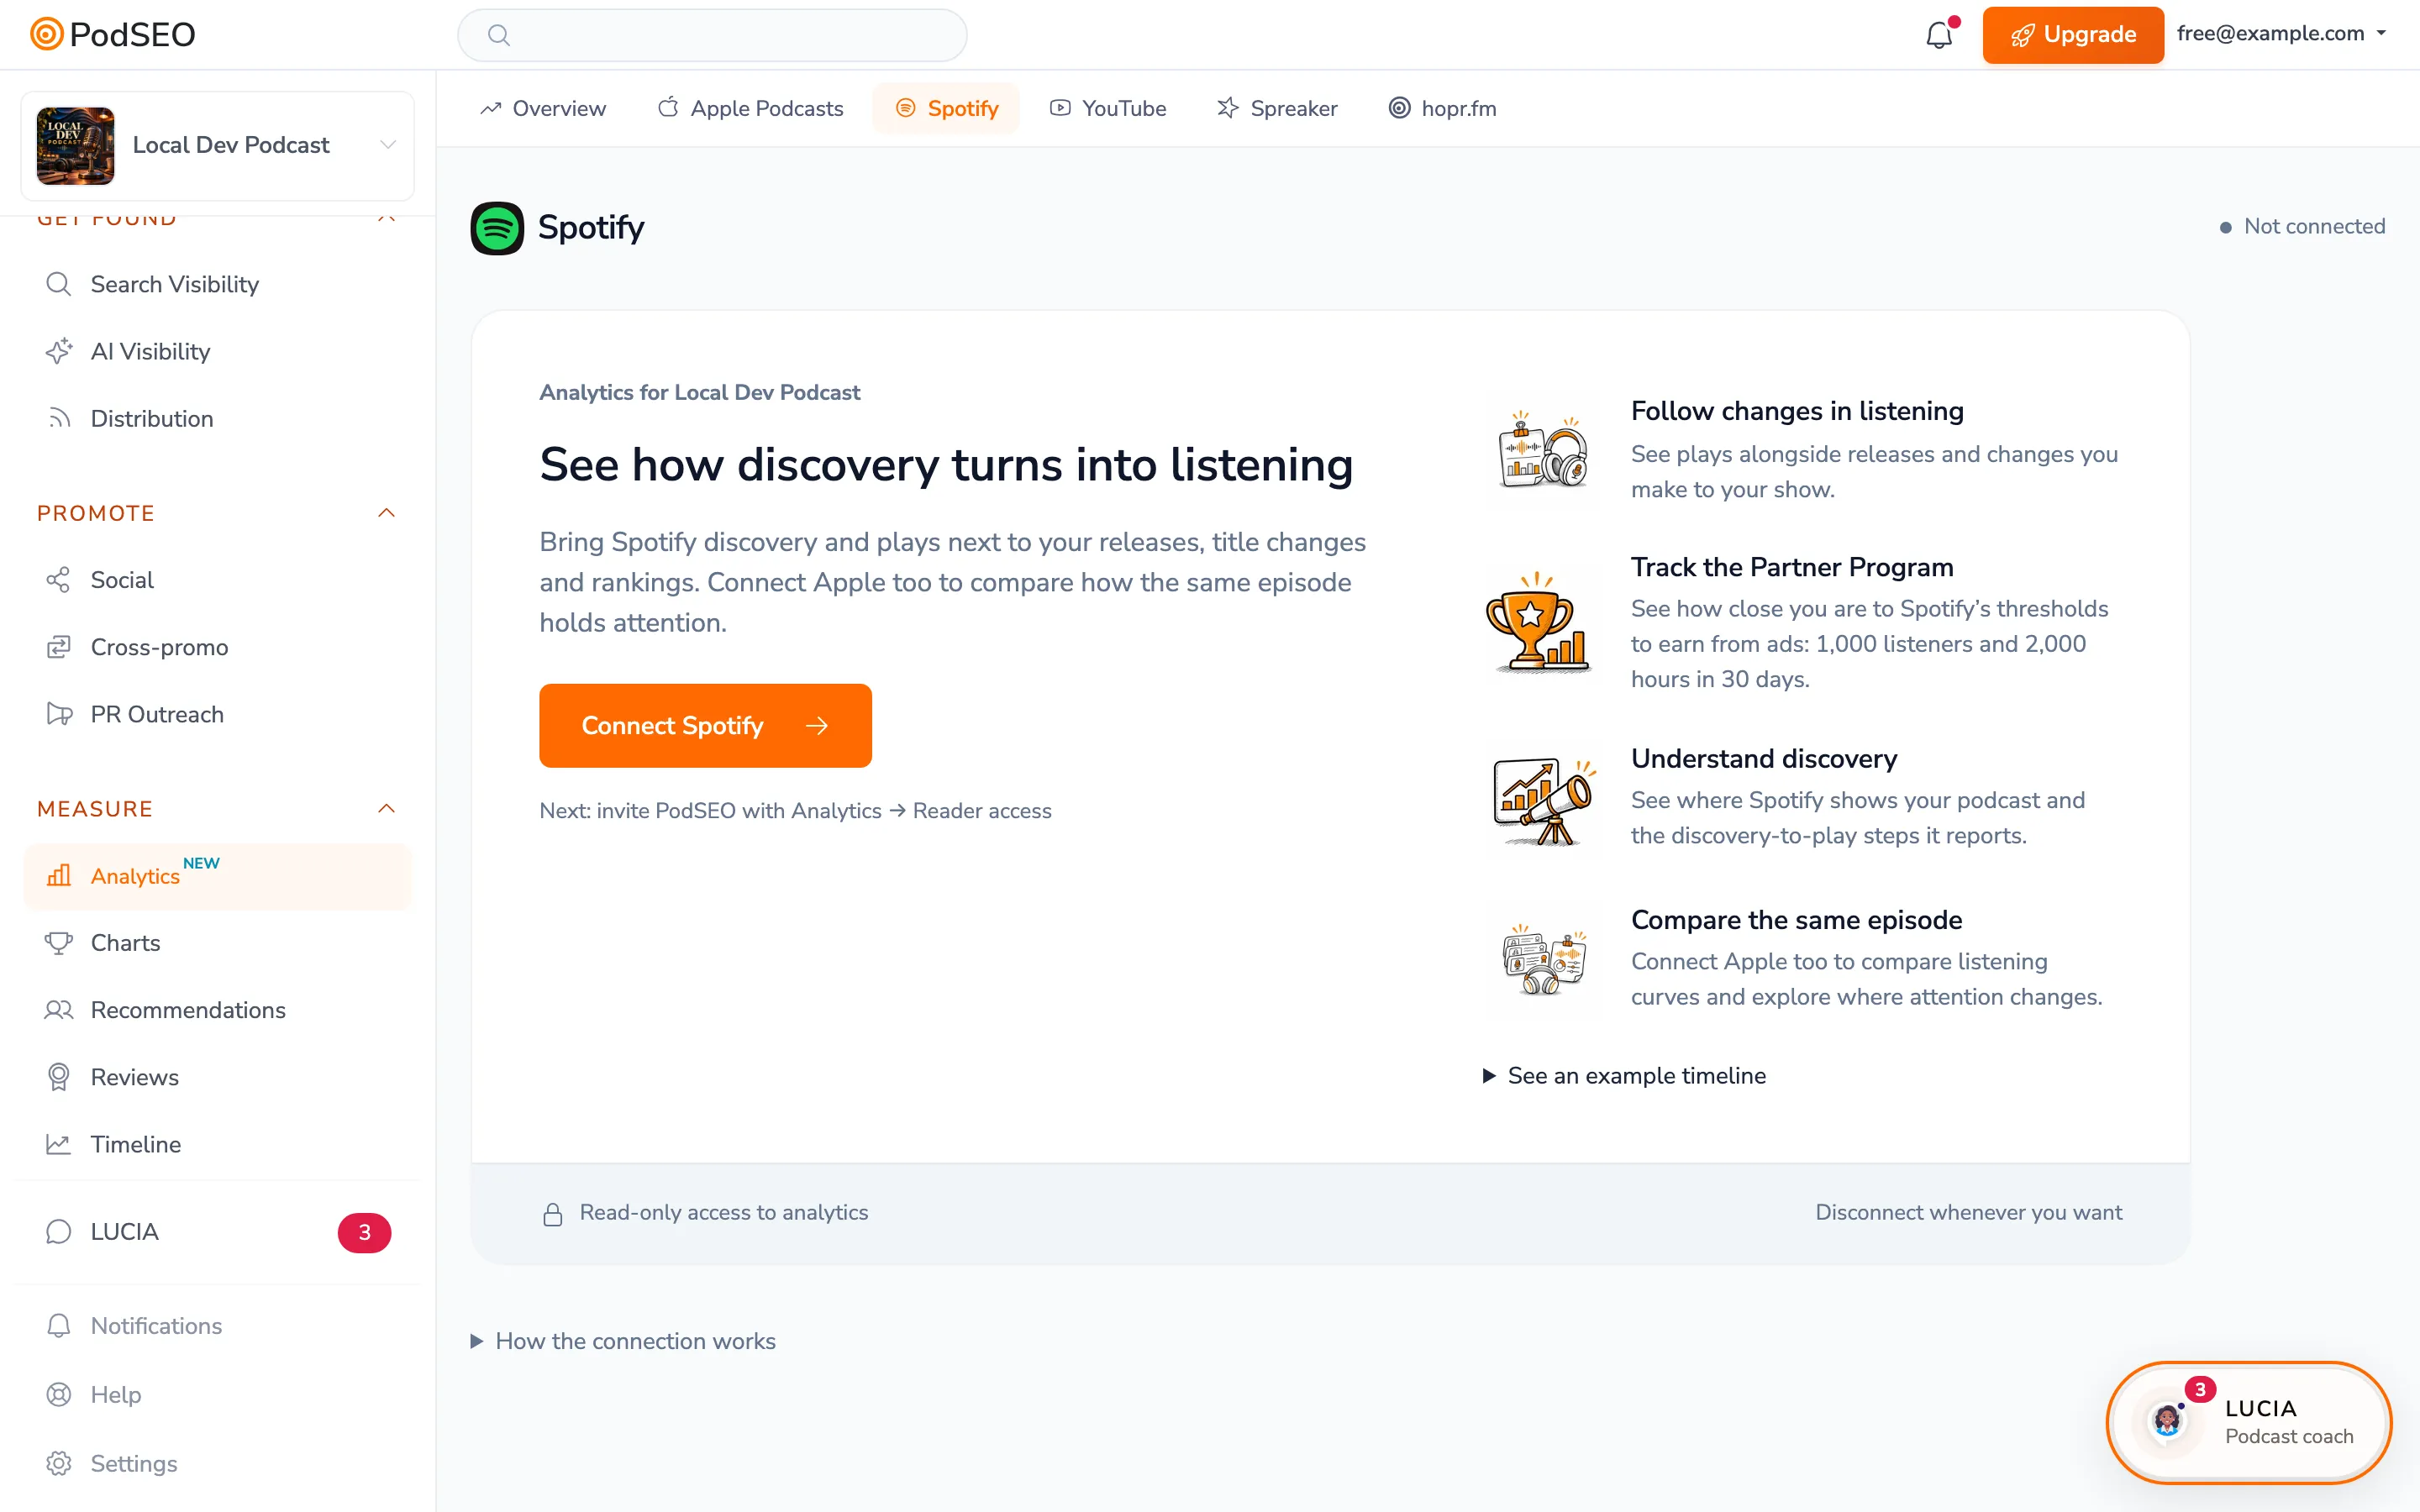 PodSEO
Upgrade
free@example.com
LOCAL
DEV
PODCAST
Local Dev Podcast
Overview
Apple Podcasts
Spotify
YouTube
Spreaker
hopr.fm
GET FOUND
Search Visibility
AI Visibility
Distribution
PROMOTE
Social
Cross-promo
PR Outreach
MEASURE
Analytics NEW
Charts
Recommendations
Reviews
Timeline
LUCIA 3
Notifications
Help
Settings
Spotify
Not connected
Analytics for Local Dev Podcast
See how discovery turns into listening
Bring Spotify discovery and plays next to your releases, title changes
and rankings. Connect Apple too to compare how the same episode
holds attention.
Connect Spotify →
Next: invite PodSEO with Analytics → Reader access
Follow changes in listening
See plays alongside releases and changes you
make to your show.
Track the Partner Program
See how close you are to Spotify’s thresholds
to earn from ads: 1,000 listeners and 2,000
hours in 30 days.
Understand discovery
See where Spotify shows your podcast and
the discovery-to-play steps it reports.
Compare the same episode
Connect Apple too to compare listening
curves and explore where attention changes.
See an example timeline
Read-only access to analytics
Disconnect whenever you want
How the connection works
3
LUCIA
Podcast coach